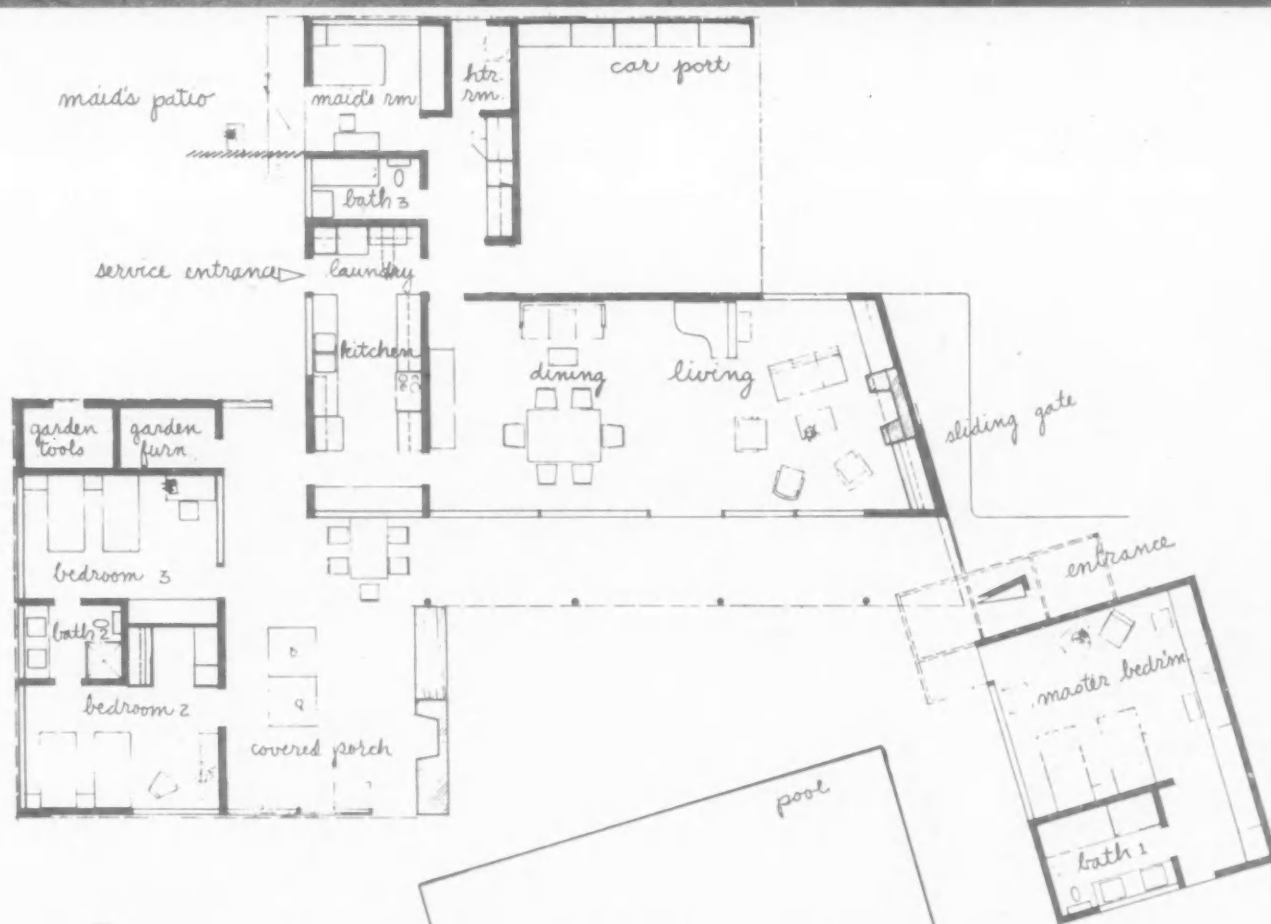 maid's patio
maid's rm.
htr.
rm.
car port
bath 3
service entrance
laundry
kitchen
dining
living
sliding gate
garden
tools
garden
furn.
bedroom 3
entrance
bath 2
master bedr'm.
bedroom 2
covered porch
pool
bath 1